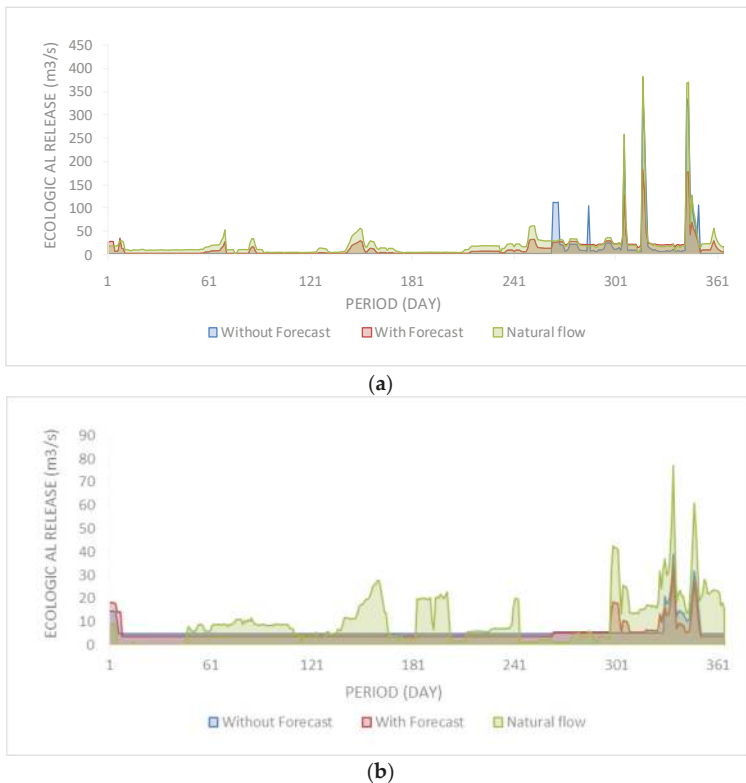 ECOLOGIC AL RELEASE (m3/s)
450
400
350
300
250
200
150
100
50
0
1 61 121 181 241 301 361
PERIOD (DAY)
Without Forecast With Forecast Natural flow
(a)
ECOLOGIC AL RELEASE (m3/s)
90
80
70
60
50
40
30
20
10
0
1 61 121 181 241 301 361
PERIOD (DAY)
Without Forecast With Forecast Natural flow
(b)